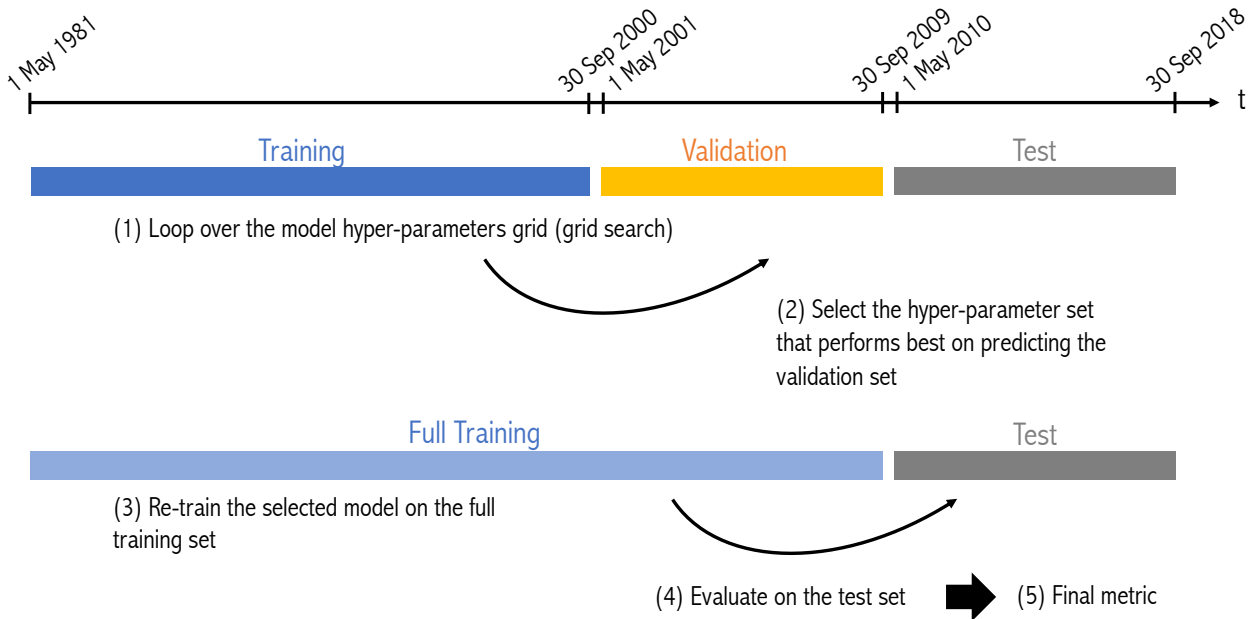 1 May 1981
30 Sep 2000
1 May 2001
30 Sep 2009
1 May 2010
30 Sep 2018
t
Training
Validation
Test
(1) Loop over the model hyper-parameters grid (grid search)
(2) Select the hyper-parameter set
that performs best on predicting the
validation set
Full Training
Test
(3) Re-train the selected model on the full
training set
(4) Evaluate on the test set
(5) Final metric